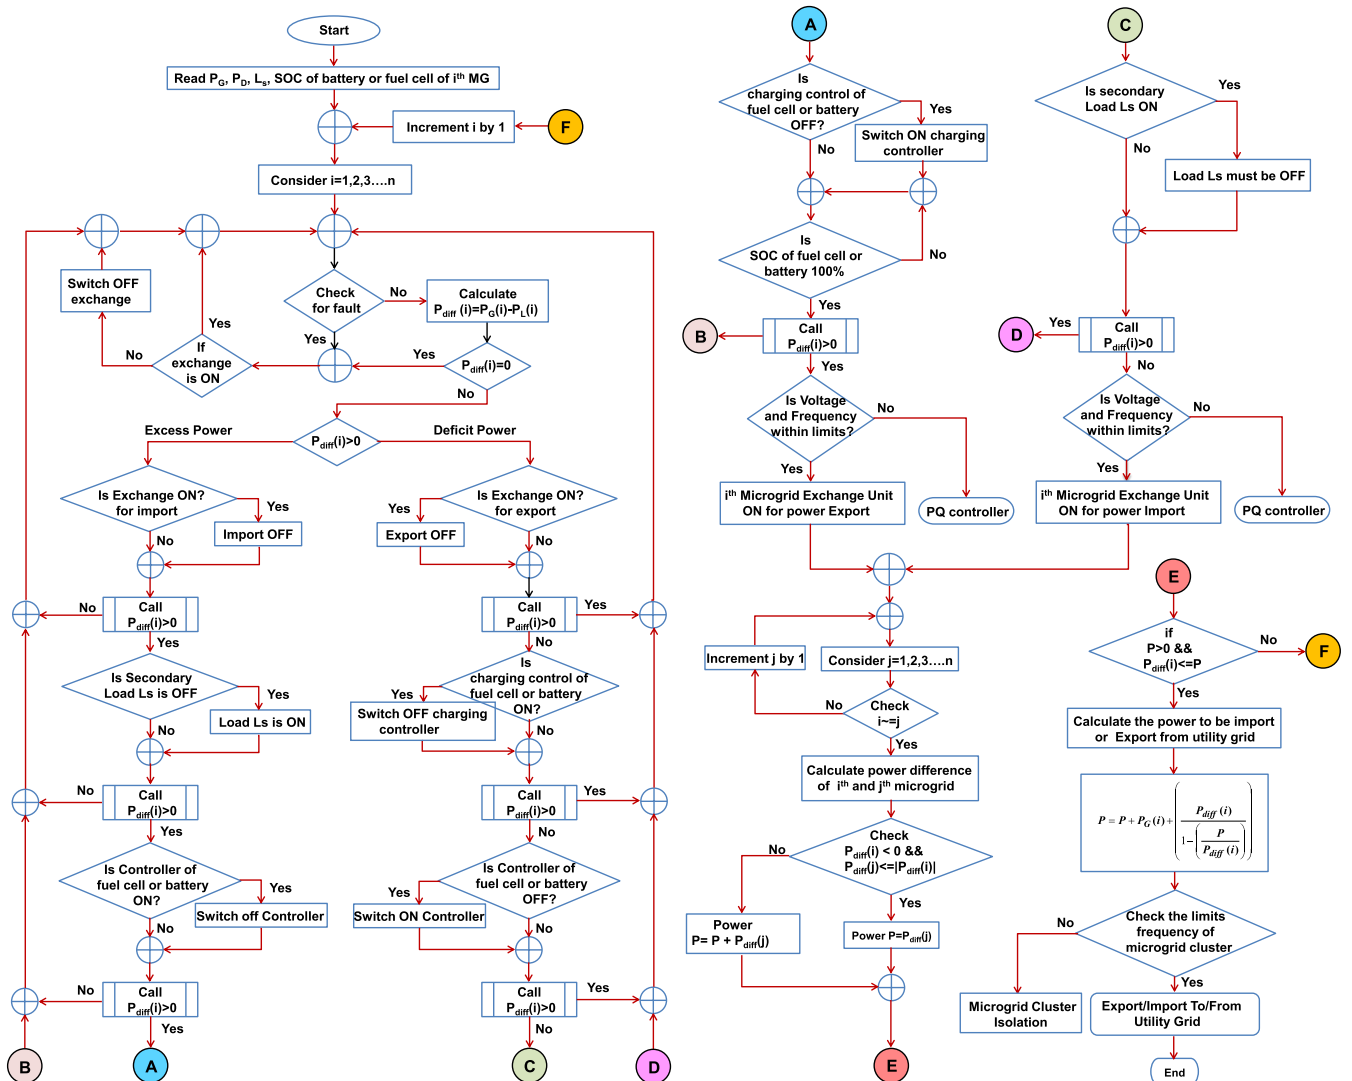 Start
Read P_G, P_D, L_s, SOC of battery or fuel cell of i^th MG
Increment i by 1
F
Consider i=1,2,3....n
Switch OFF
exchange
Check
for fault
No
Calculate
P_diff (i)=P_G(i)-P_L(i)
Yes
Yes
No
If
exchange
is ON
Yes
P_diff(i)=0
No
Excess Power
P_diff(i)>0
Deficit Power
Is Exchange ON?
for import
Yes
Import OFF
No
Is Exchange ON?
for export
Yes
Export OFF
No
No
Call
P_diff(i)>0
Yes
Call
P_diff(i)>0
Yes
No
Is Secondary
Load Ls is OFF
Yes
Load Ls is ON
No
Is
charging control of
fuel cell or battery
ON?
Yes
Switch OFF charging
controller
No
No
Call
P_diff(i)>0
Yes
Call
P_diff(i)>0
Yes
No
Is Controller of
fuel cell or battery
ON?
Yes
Switch off Controller
No
Is Controller of
fuel cell or battery
OFF?
Yes
Switch ON Controller
No
No
Call
P_diff(i)>0
Yes
Call
P_diff(i)>0
Yes
No
B
A
C
D
A
Is
charging control of
fuel cell or battery
OFF?
Yes
Switch ON charging
controller
No
Is
SOC of fuel cell or
battery 100%
No
Yes
B
Call
P_diff(i)>0
Yes
Is Voltage
and Frequency
within limits?
No
Yes
i^th Microgrid Exchange Unit
ON for power Export
PQ controller
C
Is secondary
Load Ls ON
Yes
No
Load Ls must be OFF
D
Yes
Call
P_diff(i)>0
No
Is Voltage
and Frequency
within limits?
No
Yes
i^th Microgrid Exchange Unit
ON for power Import
PQ controller
Increment j by 1
Consider j=1,2,3....n
No
Check
i~=j
Yes
Calculate power difference
of i^th and j^th microgrid
Check
P_diff(i) < 0 &&
P_diff(j)<=|P_diff(i)|
No
Yes
Power
P= P + P_diff(j)
Power P=P_diff(j)
E
E
if
P>0 &&
P_diff(i)<=P
No
F
Yes
Calculate the power to be import
or Export from utility grid
P = P + P_G (i) + ( P_diff (i) / ( 1 - ( P / P_diff (i) ) ) )
Check the limits
frequency of
microgrid cluster
No
Yes
Microgrid Cluster
Isolation
Export/Import To/From
Utility Grid
End